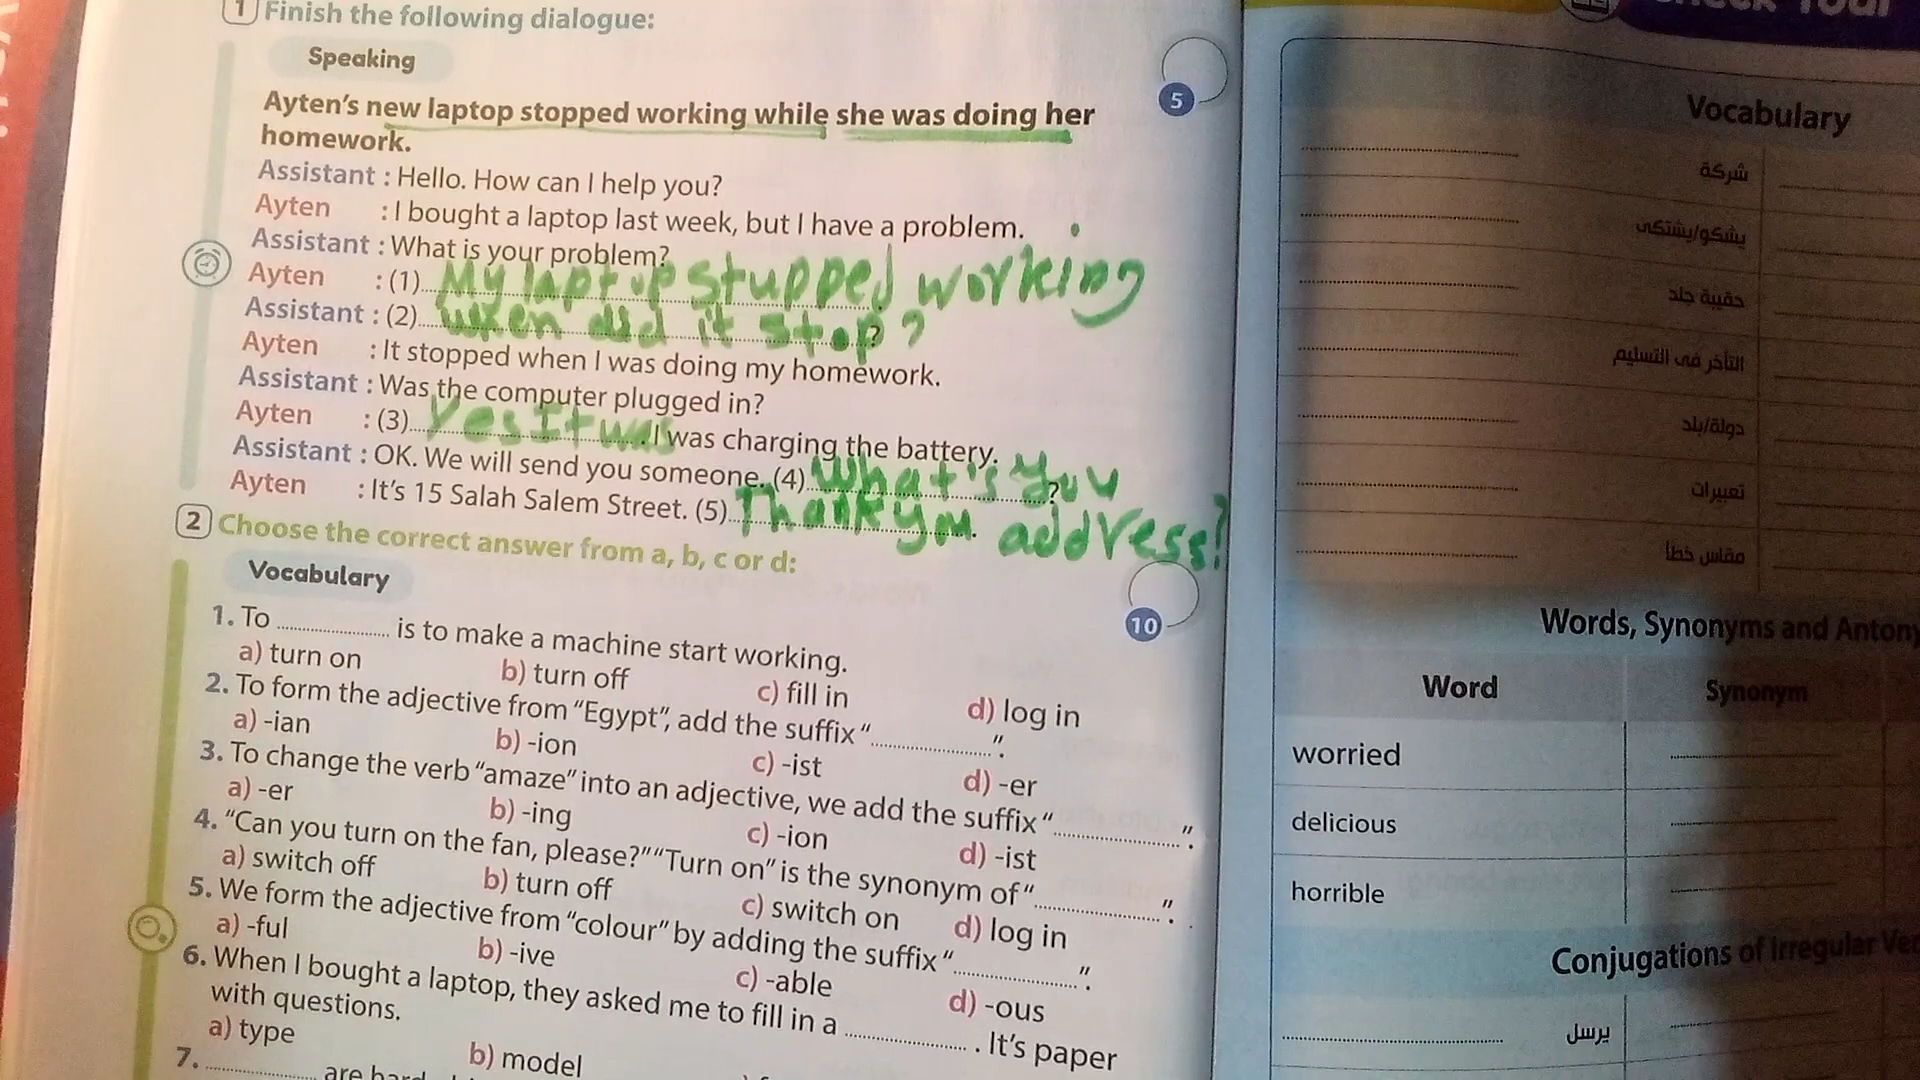 1 Finish the following dialogue:
Speaking
5
Ayten's new laptop stopped working while she was doing her
homework.
Assistant : Hello. How can I help you?
Ayten : I bought a laptop last week, but I have a problem.
Assistant : What is your problem?
Ayten : (1) My laptop stupped working
Assistant : (2) when did it stop? ?
Ayten : It stopped when I was doing my homework.
Assistant : Was the computer plugged in?
Ayten : (3) Yes It was . I was charging the battery.
Assistant : OK. We will send you someone. (4) What's you ?
Ayten : It's 15 Salah Salem Street. (5) Thank you. address?
2 Choose the correct answer from a, b, c or d:
Vocabulary
10
1. To is to make a machine start working.
a) turn on b) turn off c) fill in d) log in
2. To form the adjective from "Egypt", add the suffix " ".
a) -ian b) -ion c) -ist d) -er
3. To change the verb "amaze" into an adjective, we add the suffix " ".
a) -er b) -ing c) -ion d) -ist
4. "Can you turn on the fan, please?" "Turn on" is the synonym of " ".
a) switch off b) turn off c) switch on d) log in
5. We form the adjective from "colour" by adding the suffix " ".
a) -ful b) -ive c) -able d) -ous
6. When I bought a laptop, they asked me to fill in a . It's paper
with questions.
a) type b) model
7. are
Vocabulary
شركة
يشكو/يشتكى
حقيبة جلد
التأخر فى التسليم
دولة/بلد
تعبيرات
مقاس خطأ
Words, Synonyms and
Word Synonym
worried
delicious
horrible
Conjugations of Irregular
يرسل